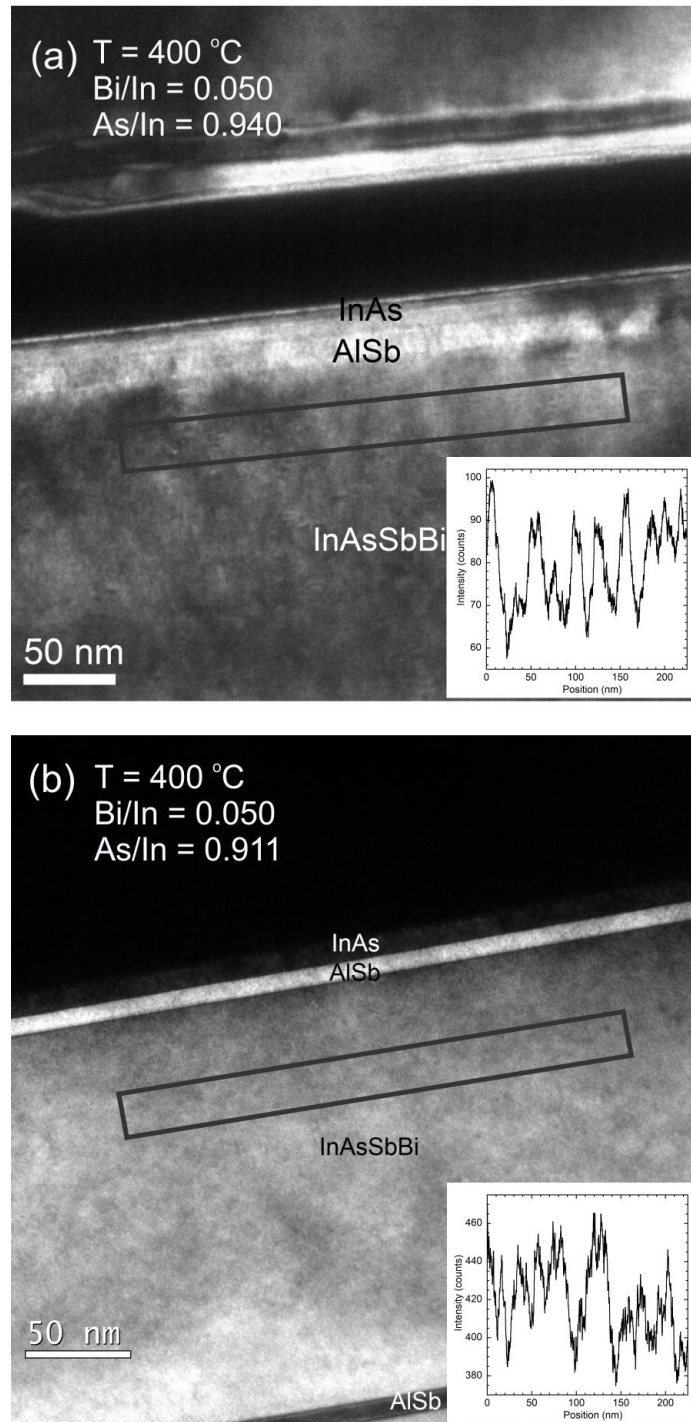 (a) T = 400 °C
Bi/In = 0.050
As/In = 0.940
InAs
AlSb
InAsSbBi
50 nm
100
90
80
70
60
Intensity (counts)
0 50 100 150 200
Position (nm)
(b) T = 400 °C
Bi/In = 0.050
As/In = 0.911
InAs
AlSb
InAsSbBi
50 nm
AlSb
460
440
420
400
380
Intensity (counts)
0 50 100 150 200
Position (nm)